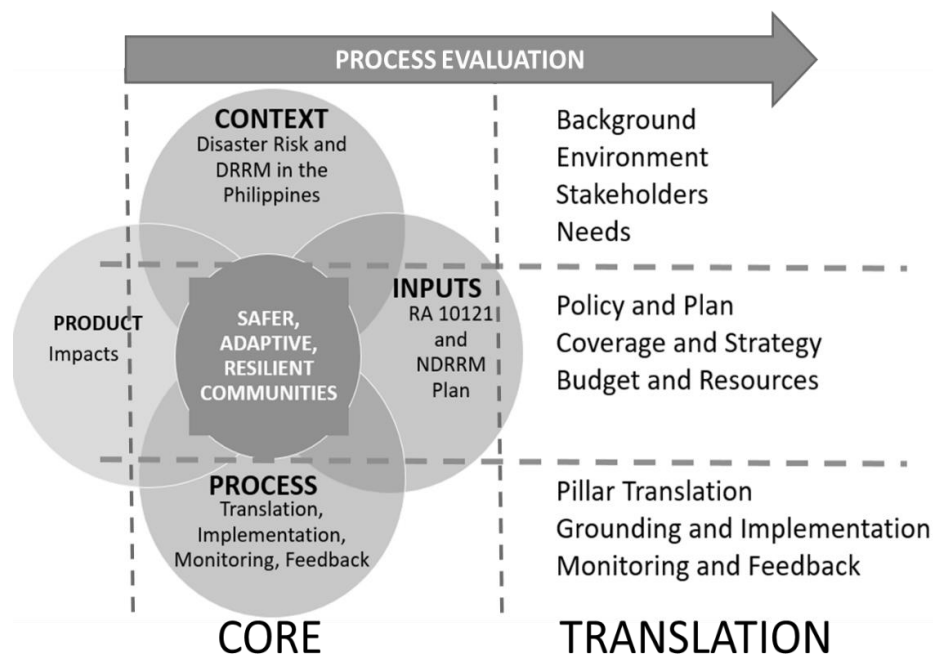 PROCESS EVALUATION
CONTEXT
Disaster Risk and
DRRM in the
Philippines
Background
Environment
Stakeholders
Needs
PRODUCT
Impacts
SAFER,
ADAPTIVE,
RESILIENT
COMMUNITIES
INPUTS
RA 10121
and
NDRRM
Plan
Policy and Plan
Coverage and Strategy
Budget and Resources
PROCESS
Translation,
Implementation,
Monitoring, Feedback
Pillar Translation
Grounding and Implementation
Monitoring and Feedback
CORE
TRANSLATION